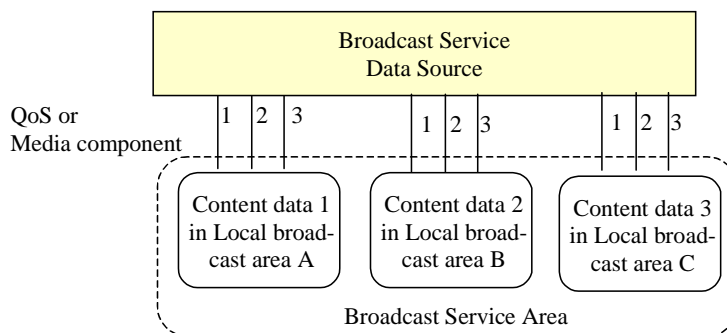 Broadcast Service
Data Source
QoS or
Media component
1 2 3
1 2 3
1 2 3
Content data 1
in Local broad-
cast area A
Content data 2
in Local broad-
cast area B
Content data 3
in Local broad-
cast area C
Broadcast Service Area